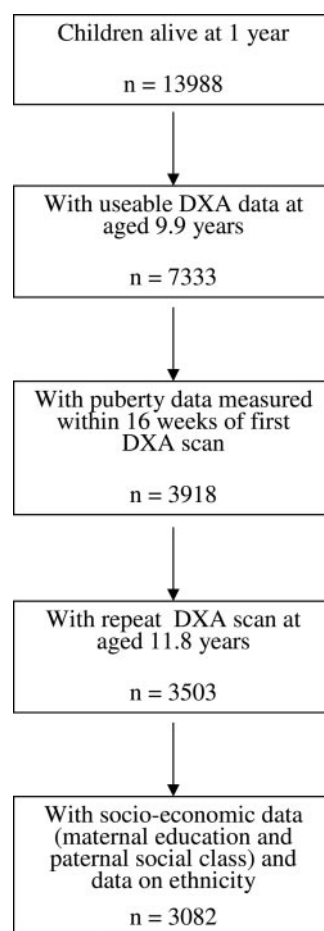 Children alive at 1 year
n = 13988
With useable DXA data at
aged 9.9 years
n = 7333
With puberty data measured
within 16 weeks of first
DXA scan
n = 3918
With repeat DXA scan at
aged 11.8 years
n = 3503
With socio-economic data
(maternal education and
paternal social class) and
data on ethnicity
n = 3082